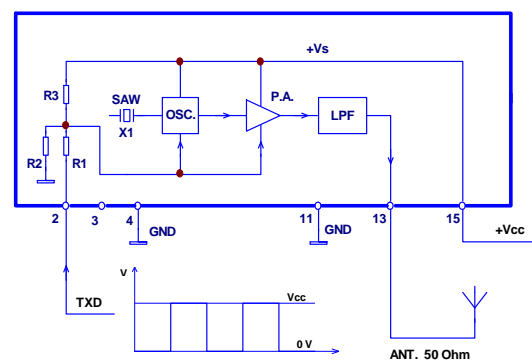 +Vs
SAW
P.A.
R3
OSC.
LPF
X1
R2
R1
2
3
4
11
13
15
GND
GND
+Vcc
V
Vcc
TXD
0 V
ANT. 50 Ohm